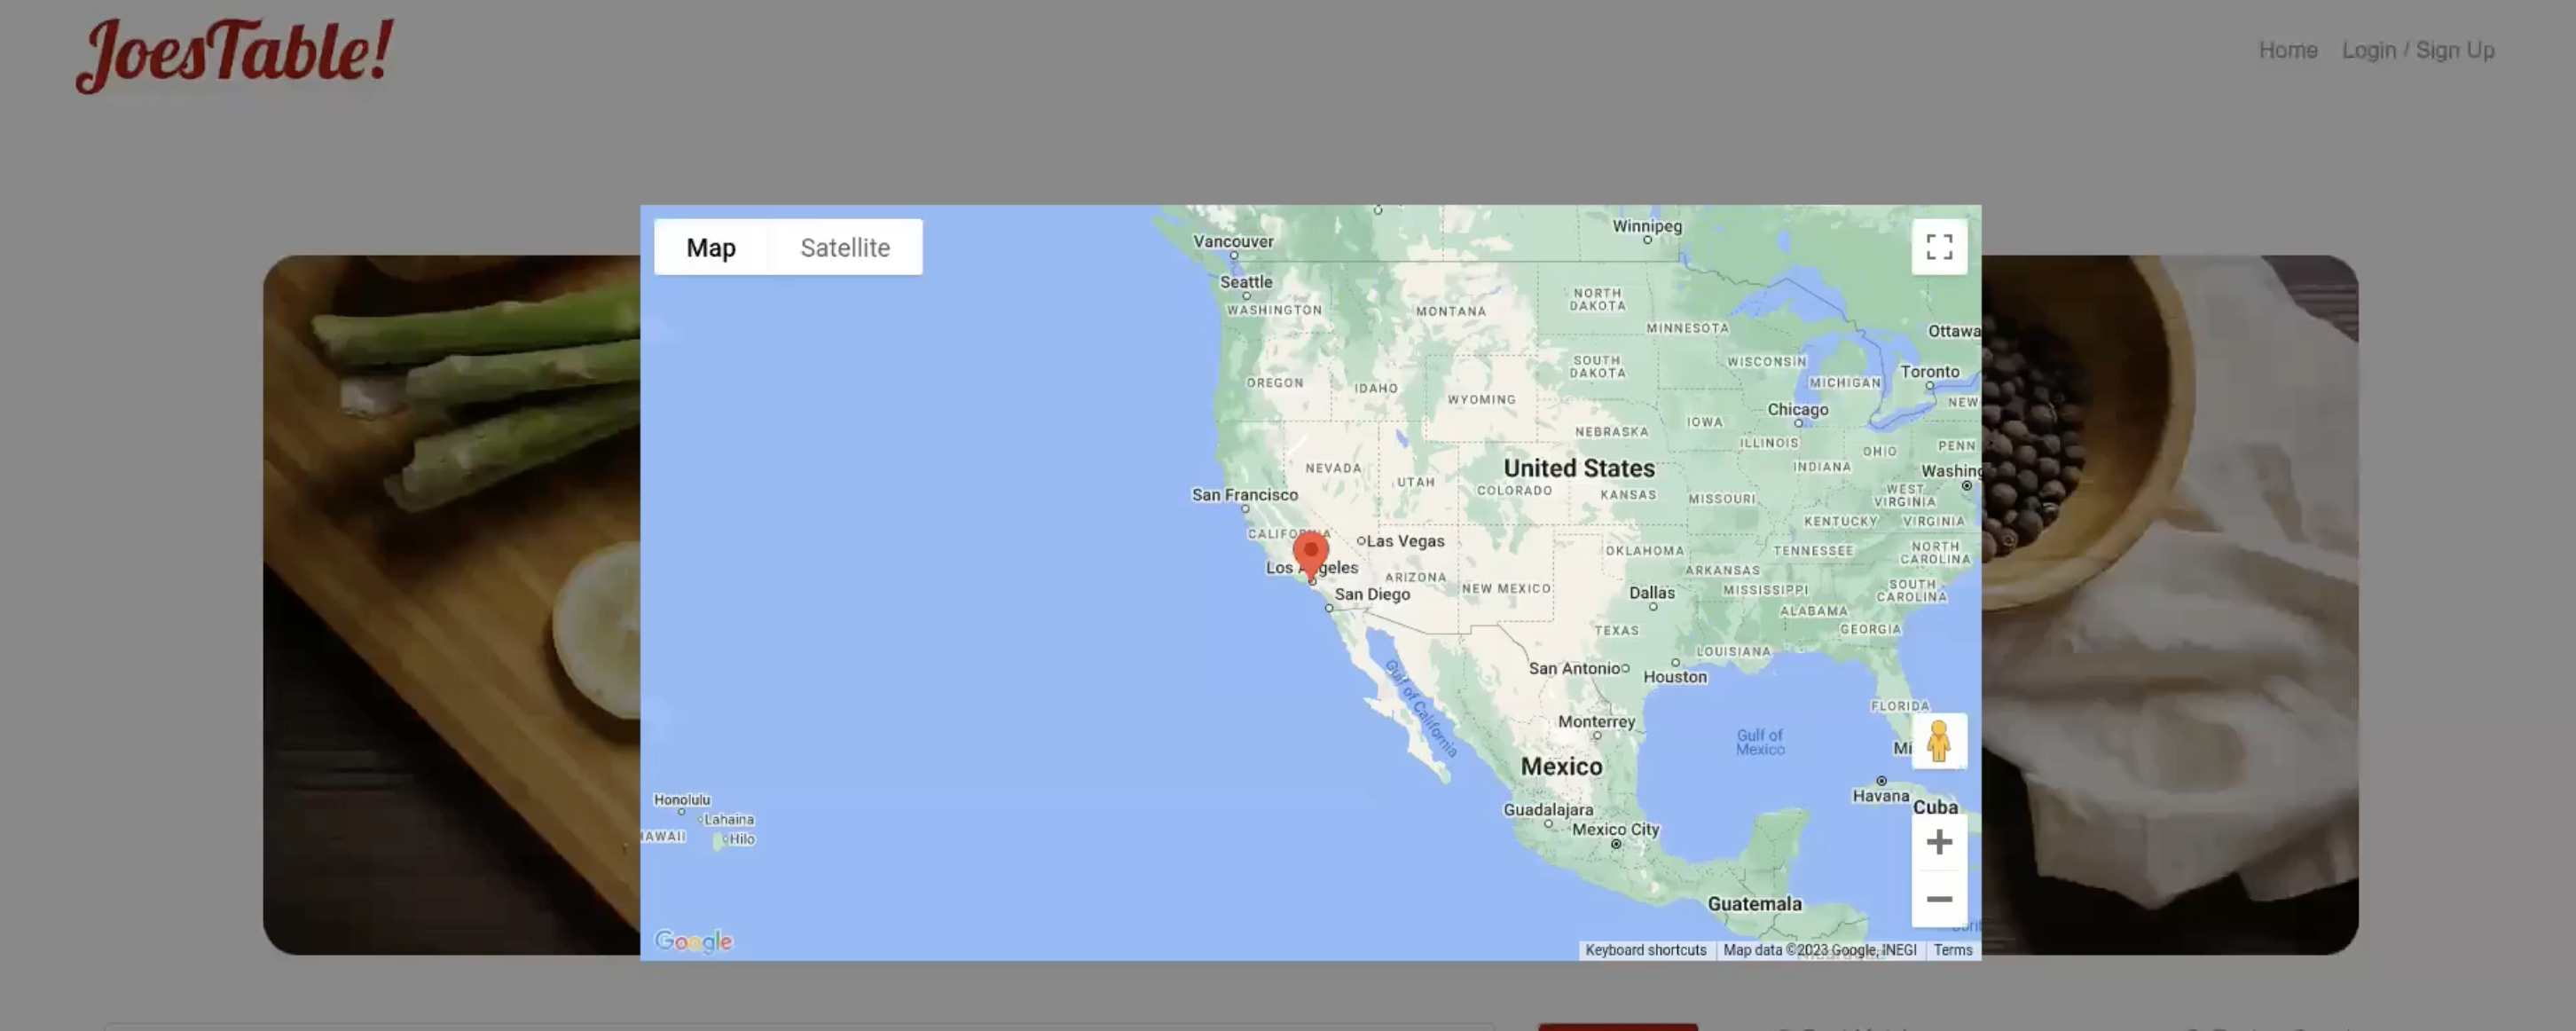 JoesTable!
Home
Login / Sign Up
Map
Satellite
Winnipeg
Vancouver
Seattle
WASHINGTON
NORTH
DAKOTA
MONTANA
MINNESOTA
Ottawa
SOUTH
DAKOTA
WISCONSIN
Toronto
OREGON
IDAHO
MICHIGAN
WYOMING
NEW
Chicago
IOWA
NEBRASKA
ILLINOIS
OHIO
PENN
NEVADA
United States
INDIANA
Washing
UTAH
COLORADO
KANSAS
MISSOURI
WEST
VIRGINIA
San Francisco
KENTUCKY
VIRGINIA
CALIFORNIA
Las Vegas
OKLAHOMA
TENNESSEE
NORTH
CAROLINA
Los Angeles
ARIZONA
ARKANSAS
NEW MEXICO
San Diego
Dallas
MISSISSIPPI
SOUTH
CAROLINA
ALABAMA
TEXAS
GEORGIA
LOUISIANA
San Antonio
Houston
Gulf of California
FLORIDA
Monterrey
Gulf of
Mexico
Mi
Mexico
Havana
Cuba
Honolulu
Lahaina
HAWAII
Hilo
Guadalajara
Mexico City
Guatemala
Google
Keyboard shortcuts
Map data ©2023 Google, INEGI
Terms